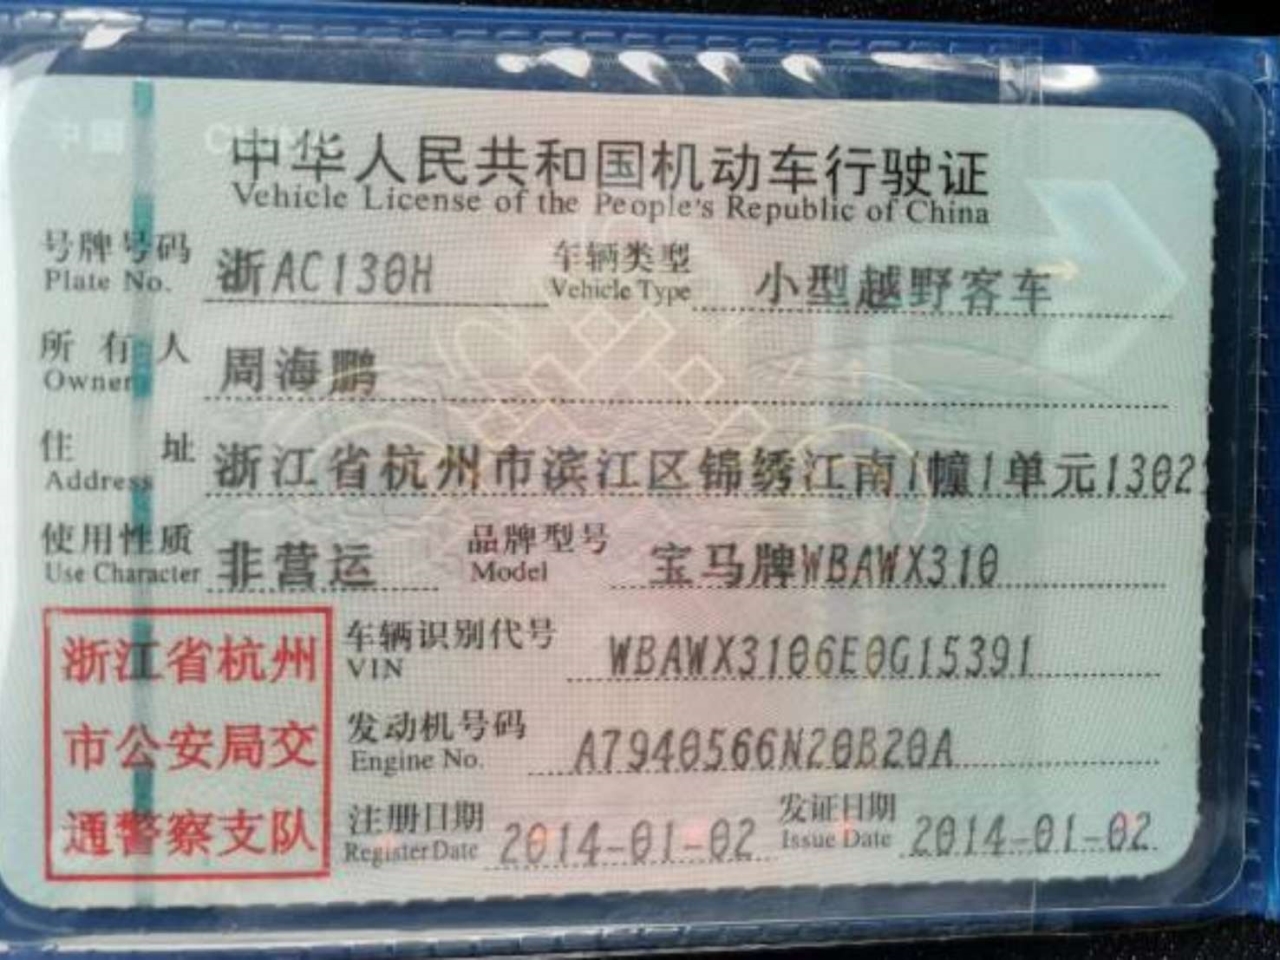 中国 CHINA
中华人民共和国机动车行驶证
Vehicle License of the People's Republic of China
号牌号码 Plate No. 浙AC130H 车辆类型 Vehicle Type 小型越野客车
所有人 Owner 周海鹏
住址 Address 浙江省杭州市滨江区锦绣江南1幢1单元1302
使用性质 Use Character 非营运 品牌型号 Model 宝马牌WBAWX310
车辆识别代号 VIN WBAWX3106E0G15391
发动机号码 Engine No. A7940566N20B20A
注册日期 Register Date 2014-01-02 发证日期 Issue Date 2014-01-02
浙江省杭州
市公安局交
通警察支队